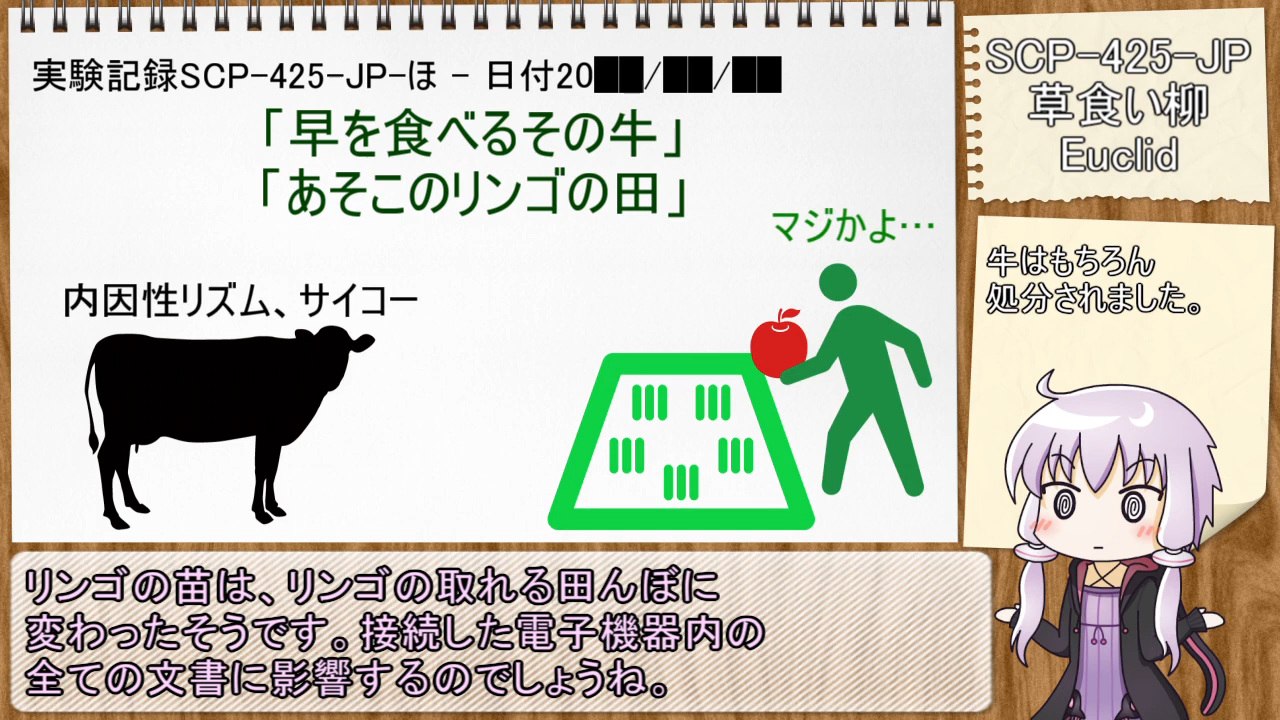 実験記録SCP-425-JP-ほ - 日付20██/██/██
「早を食べるその牛」
「あそこのリンゴの田」
マジかよ…
内因性リズム、サイコー
SCP-425-JP
草食い柳
Euclid
牛はもちろん
処分されました。
リンゴの苗は、リンゴの取れる田んぼに
変わったそうです。接続した電子機器内の
全ての文書に影響するのでしょうね。